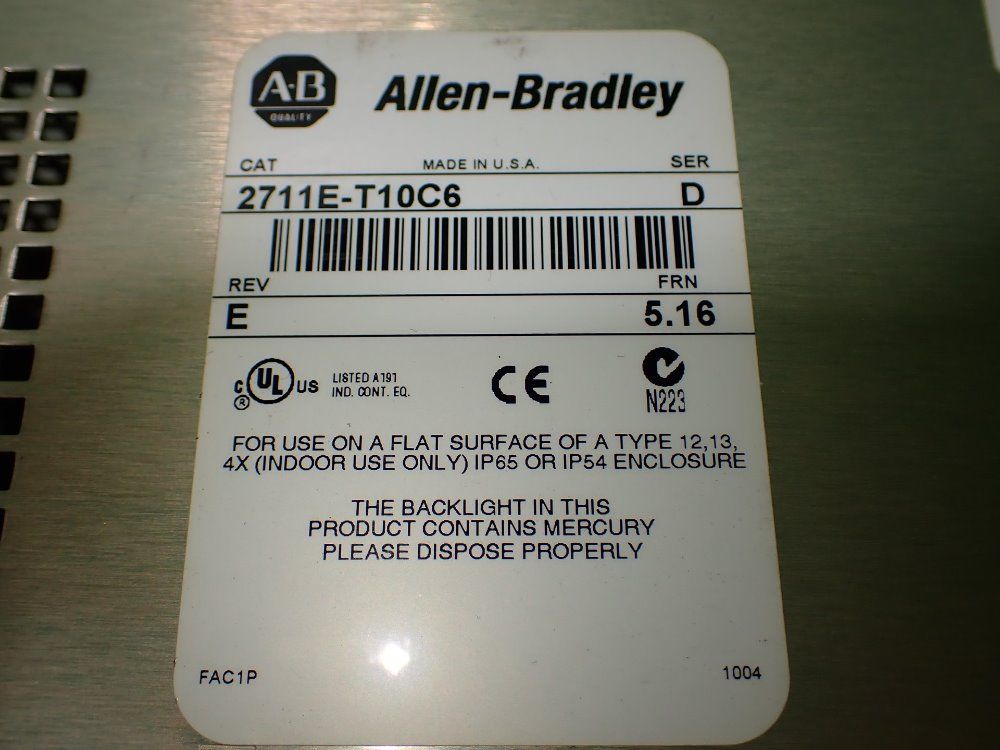 A-B
QUALITY
Allen-Bradley
CAT MADE IN U.S.A. SER
2711E-T10C6 D
REV FRN
E 5.16
C UL US LISTED A191
® IND. CONT. EQ.
CE
N223
FOR USE ON A FLAT SURFACE OF A TYPE 12,13,
4X (INDOOR USE ONLY) IP65 OR IP54 ENCLOSURE
THE BACKLIGHT IN THIS
PRODUCT CONTAINS MERCURY
PLEASE DISPOSE PROPERLY
FAC1P 1004